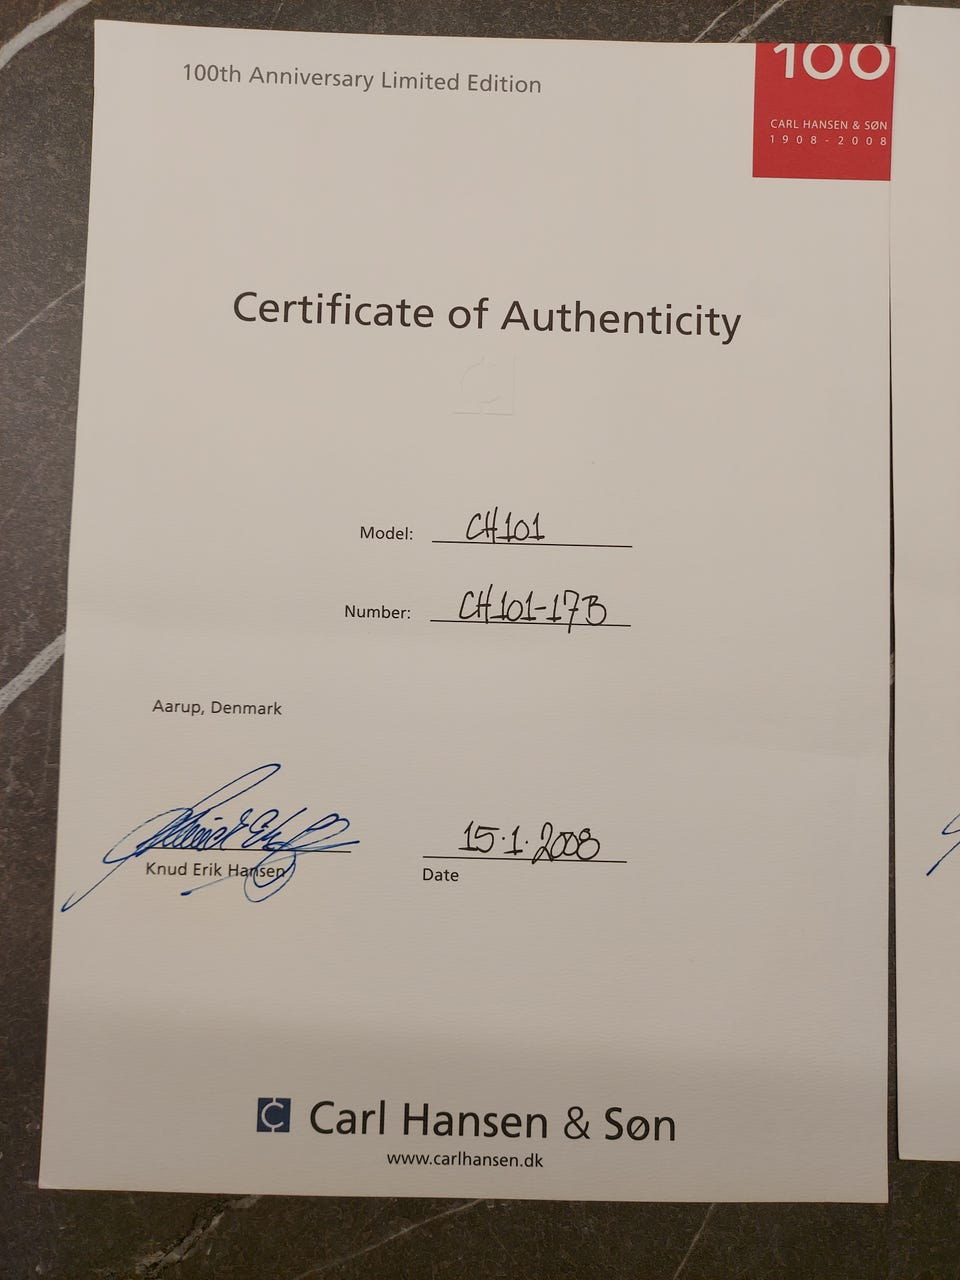 100th Anniversary Limited Edition
100
CARL HANSEN & SØN
1908-2008
Certificate of Authenticity
Model: CH101
Number: CH101-17B
Aarup, Denmark
Knud Erik Hansen
15.1.2008
Date
Carl Hansen & Søn
www.carlhansen.dk